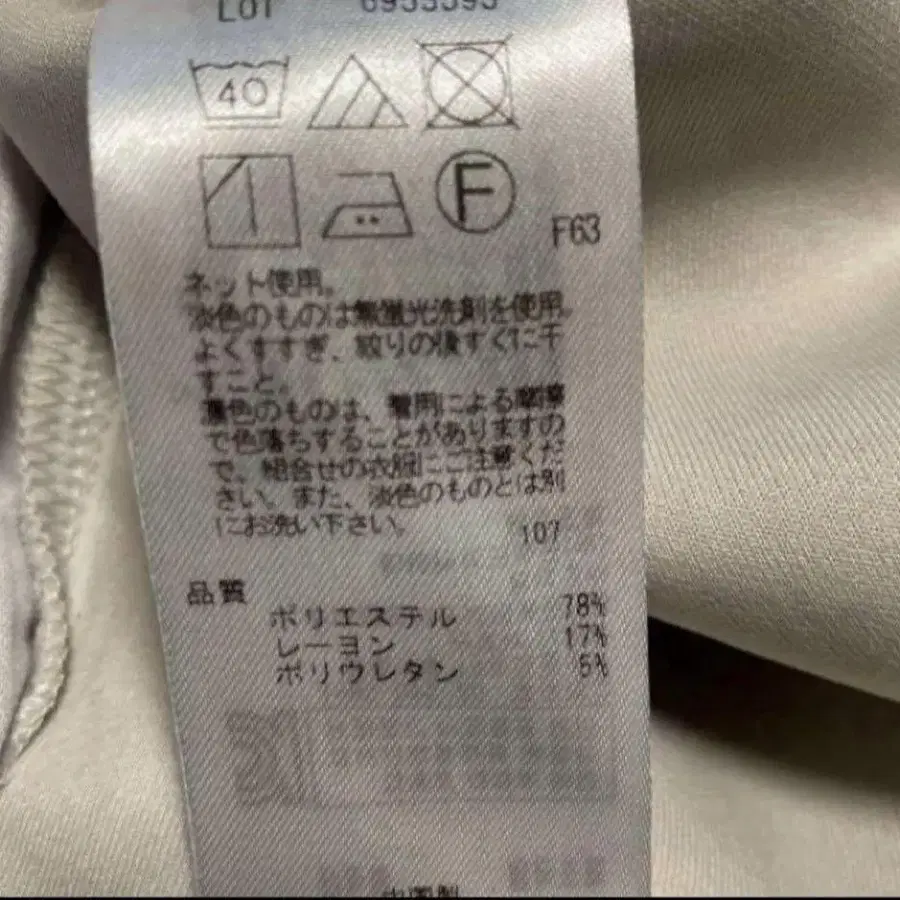 LOT 6953593
40
F
F63
ネット使用。
淡色のものは無蛍光洗剤を使用。
よくすすぎ、絞りの後すぐに干
すこと。
濃色のものは、着用による摩擦
で色落ちすることがありますの
で、組合せの衣服にご注意くだ
さい。また、淡色のものとは別
にお洗い下さい。
107
品質
ポリエステル 78%
レーヨン 17%
ポリウレタン 5%
中国製